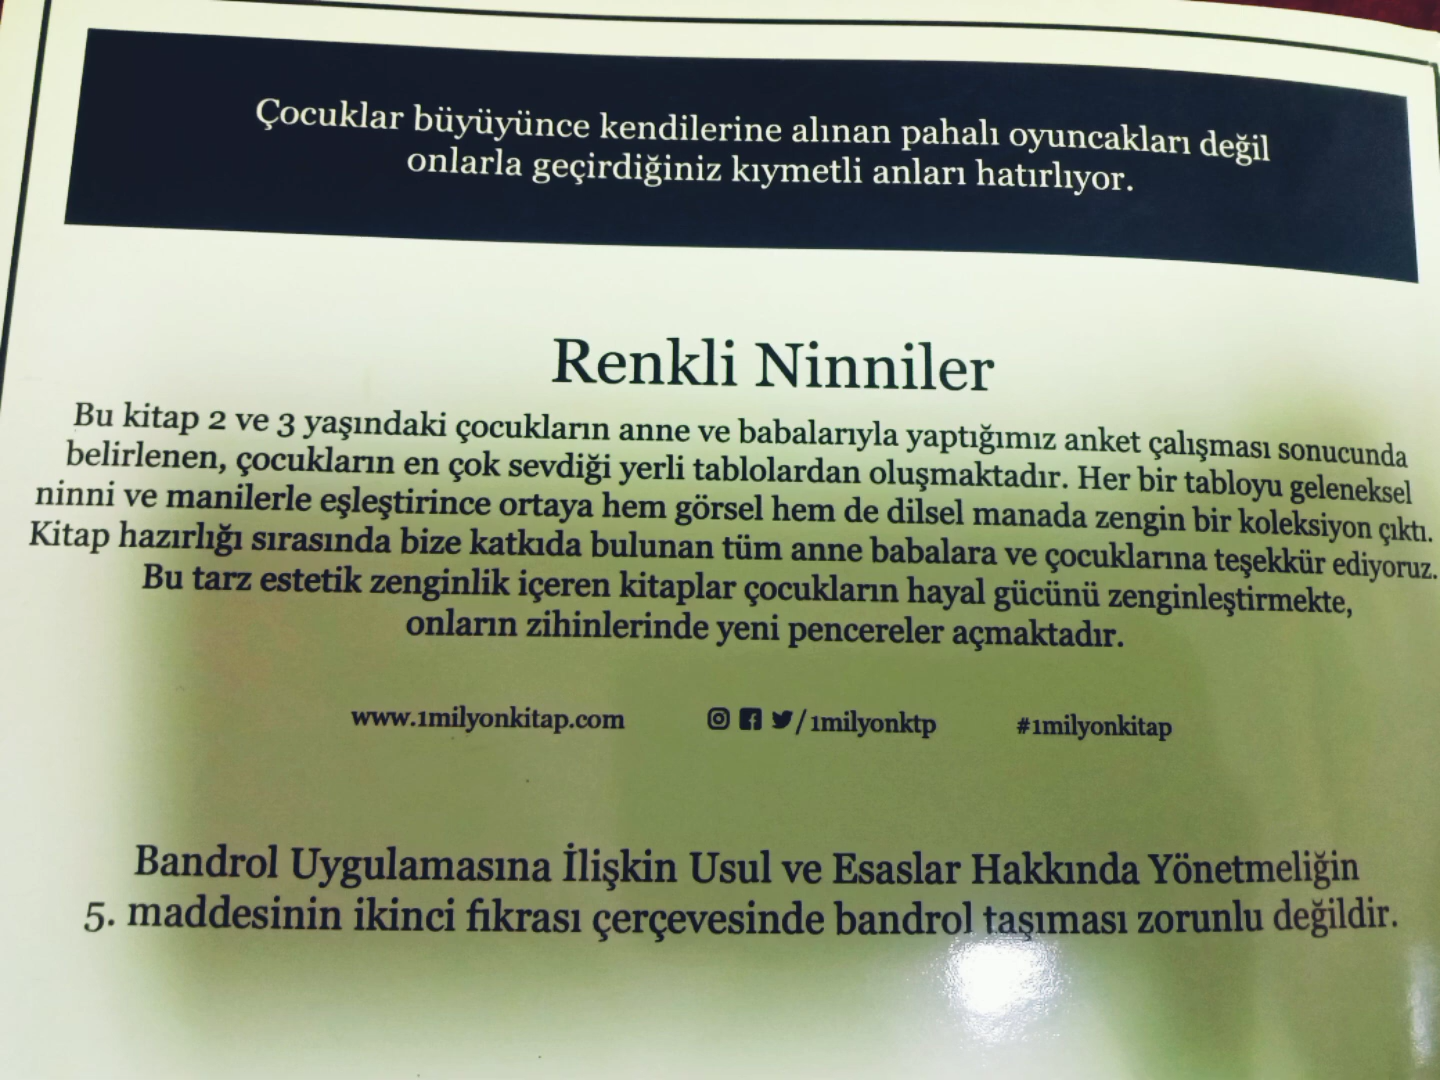 Çocuklar büyüyünce kendilerine alınan pahalı oyuncakları değil
onlarla geçirdiğiniz kıymetli anları hatırlıyor.
Renkli Ninniler
Bu kitap 2 ve 3 yaşındaki çocukların anne ve babalarıyla yaptığımız anket çalışması sonucunda
belirlenen, çocukların en çok sevdiği yerli tablolardan oluşmaktadır. Her bir tabloyu geleneksel
ninni ve manilerle eşleştirince ortaya hem görsel hem de dilsel manada zengin bir koleksiyon çıktı.
Kitap hazırlığı sırasında bize katkıda bulunan tüm anne babalara ve çocuklarına teşekkür ediyoruz.
Bu tarz estetik zenginlik içeren kitaplar çocukların hayal gücünü zenginleştirmekte,
onların zihinlerinde yeni pencereler açmaktadır.
www.1milyonkitap.com /1milyonktp #1milyonkitap
Bandrol Uygulamasına İlişkin Usul ve Esaslar Hakkında Yönetmeliğin
5. maddesinin ikinci fıkrası çerçevesinde bandrol taşıması zorunlu değildir.